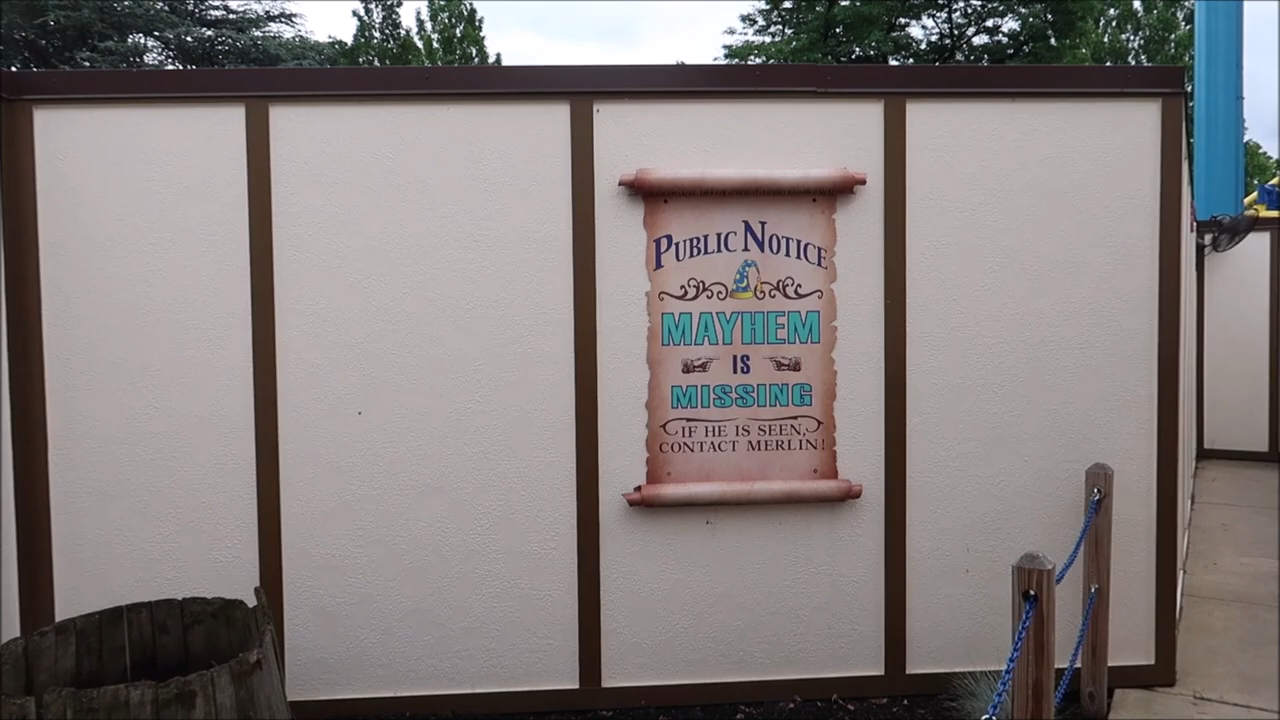 PUBLIC NOTICE
MAYHEM
IS
MISSING
IF HE IS SEEN,
CONTACT MERLIN!